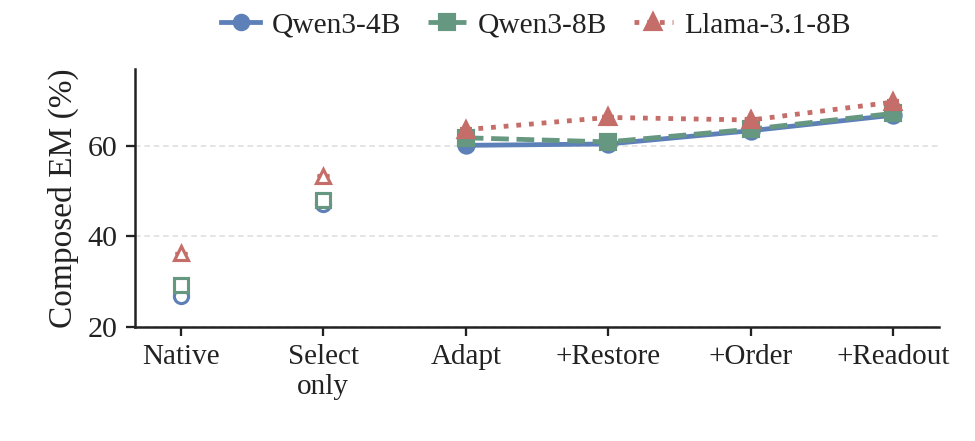 Qwen3-4B Qwen3-8B Llama-3.1-8B
Composed EM (%)
60
40
20
Native Select only Adapt +Restore +Order +Readout